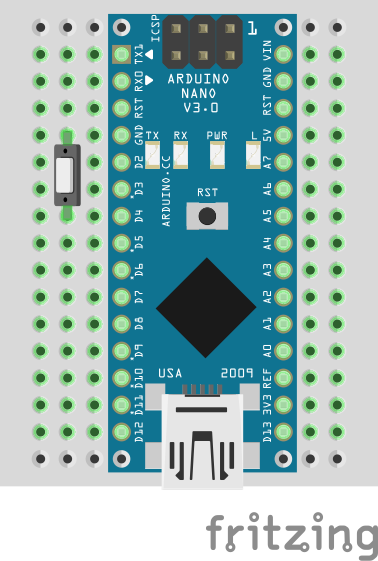 ICSP
1
TX1
RX0
RST
GND
D2
D3
D4
D5
D6
D7
D8
D9
D10
D11
D12
ARDUINO
NANO
V3.0
TX RX PWR L
ARDUINO.CC
RST
USA 2009
VIN
GND
RST
5V
A7
A6
A5
A4
A3
A2
A1
A0
REF
3V3
D13
fritzing